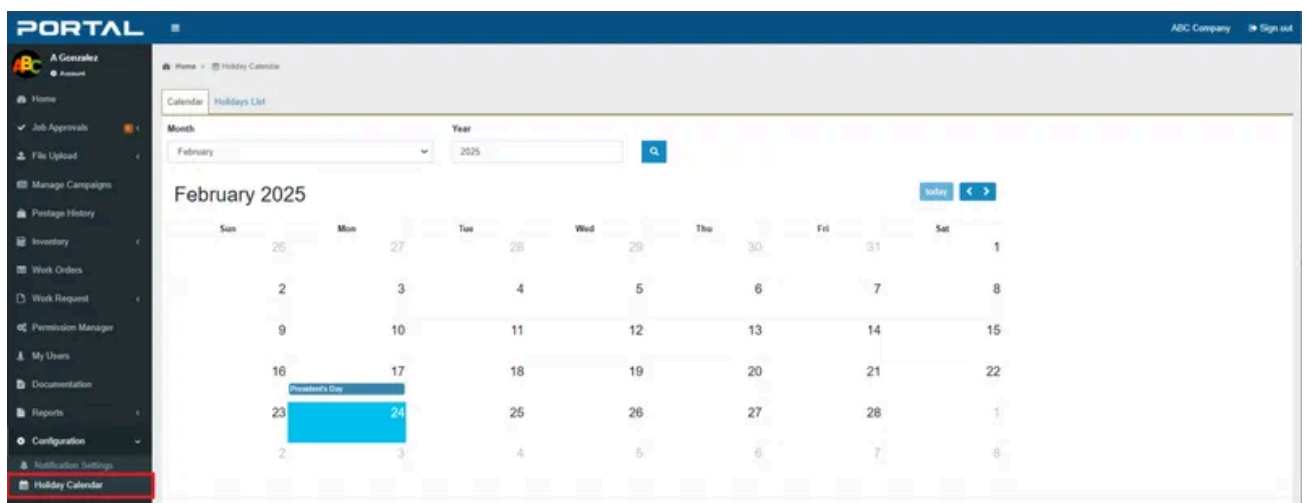 PORTAL
ABC Company Sign out
ABC
A Gonzalez
Account
Home > Holiday Calendar
Home
Calendar Holidays List
Job Approvals
Month Year
File Upload
February 2025
Manage Campaigns
February 2025 today < >
Postage History
Sun Mon Tue Wed Thu Fri Sat
Inventory
26 27 28 29 30 31 1
Work Orders
2 3 4 5 6 7 8
Work Request
Permission Manager
9 10 11 12 13 14 15
My Users
16 17 18 19 20 21 22
Documentation
President's Day
Reports
23 24 25 26 27 28 1
Configuration
2 3 4 5 6 7 8
Notification Settings
Holiday Calendar